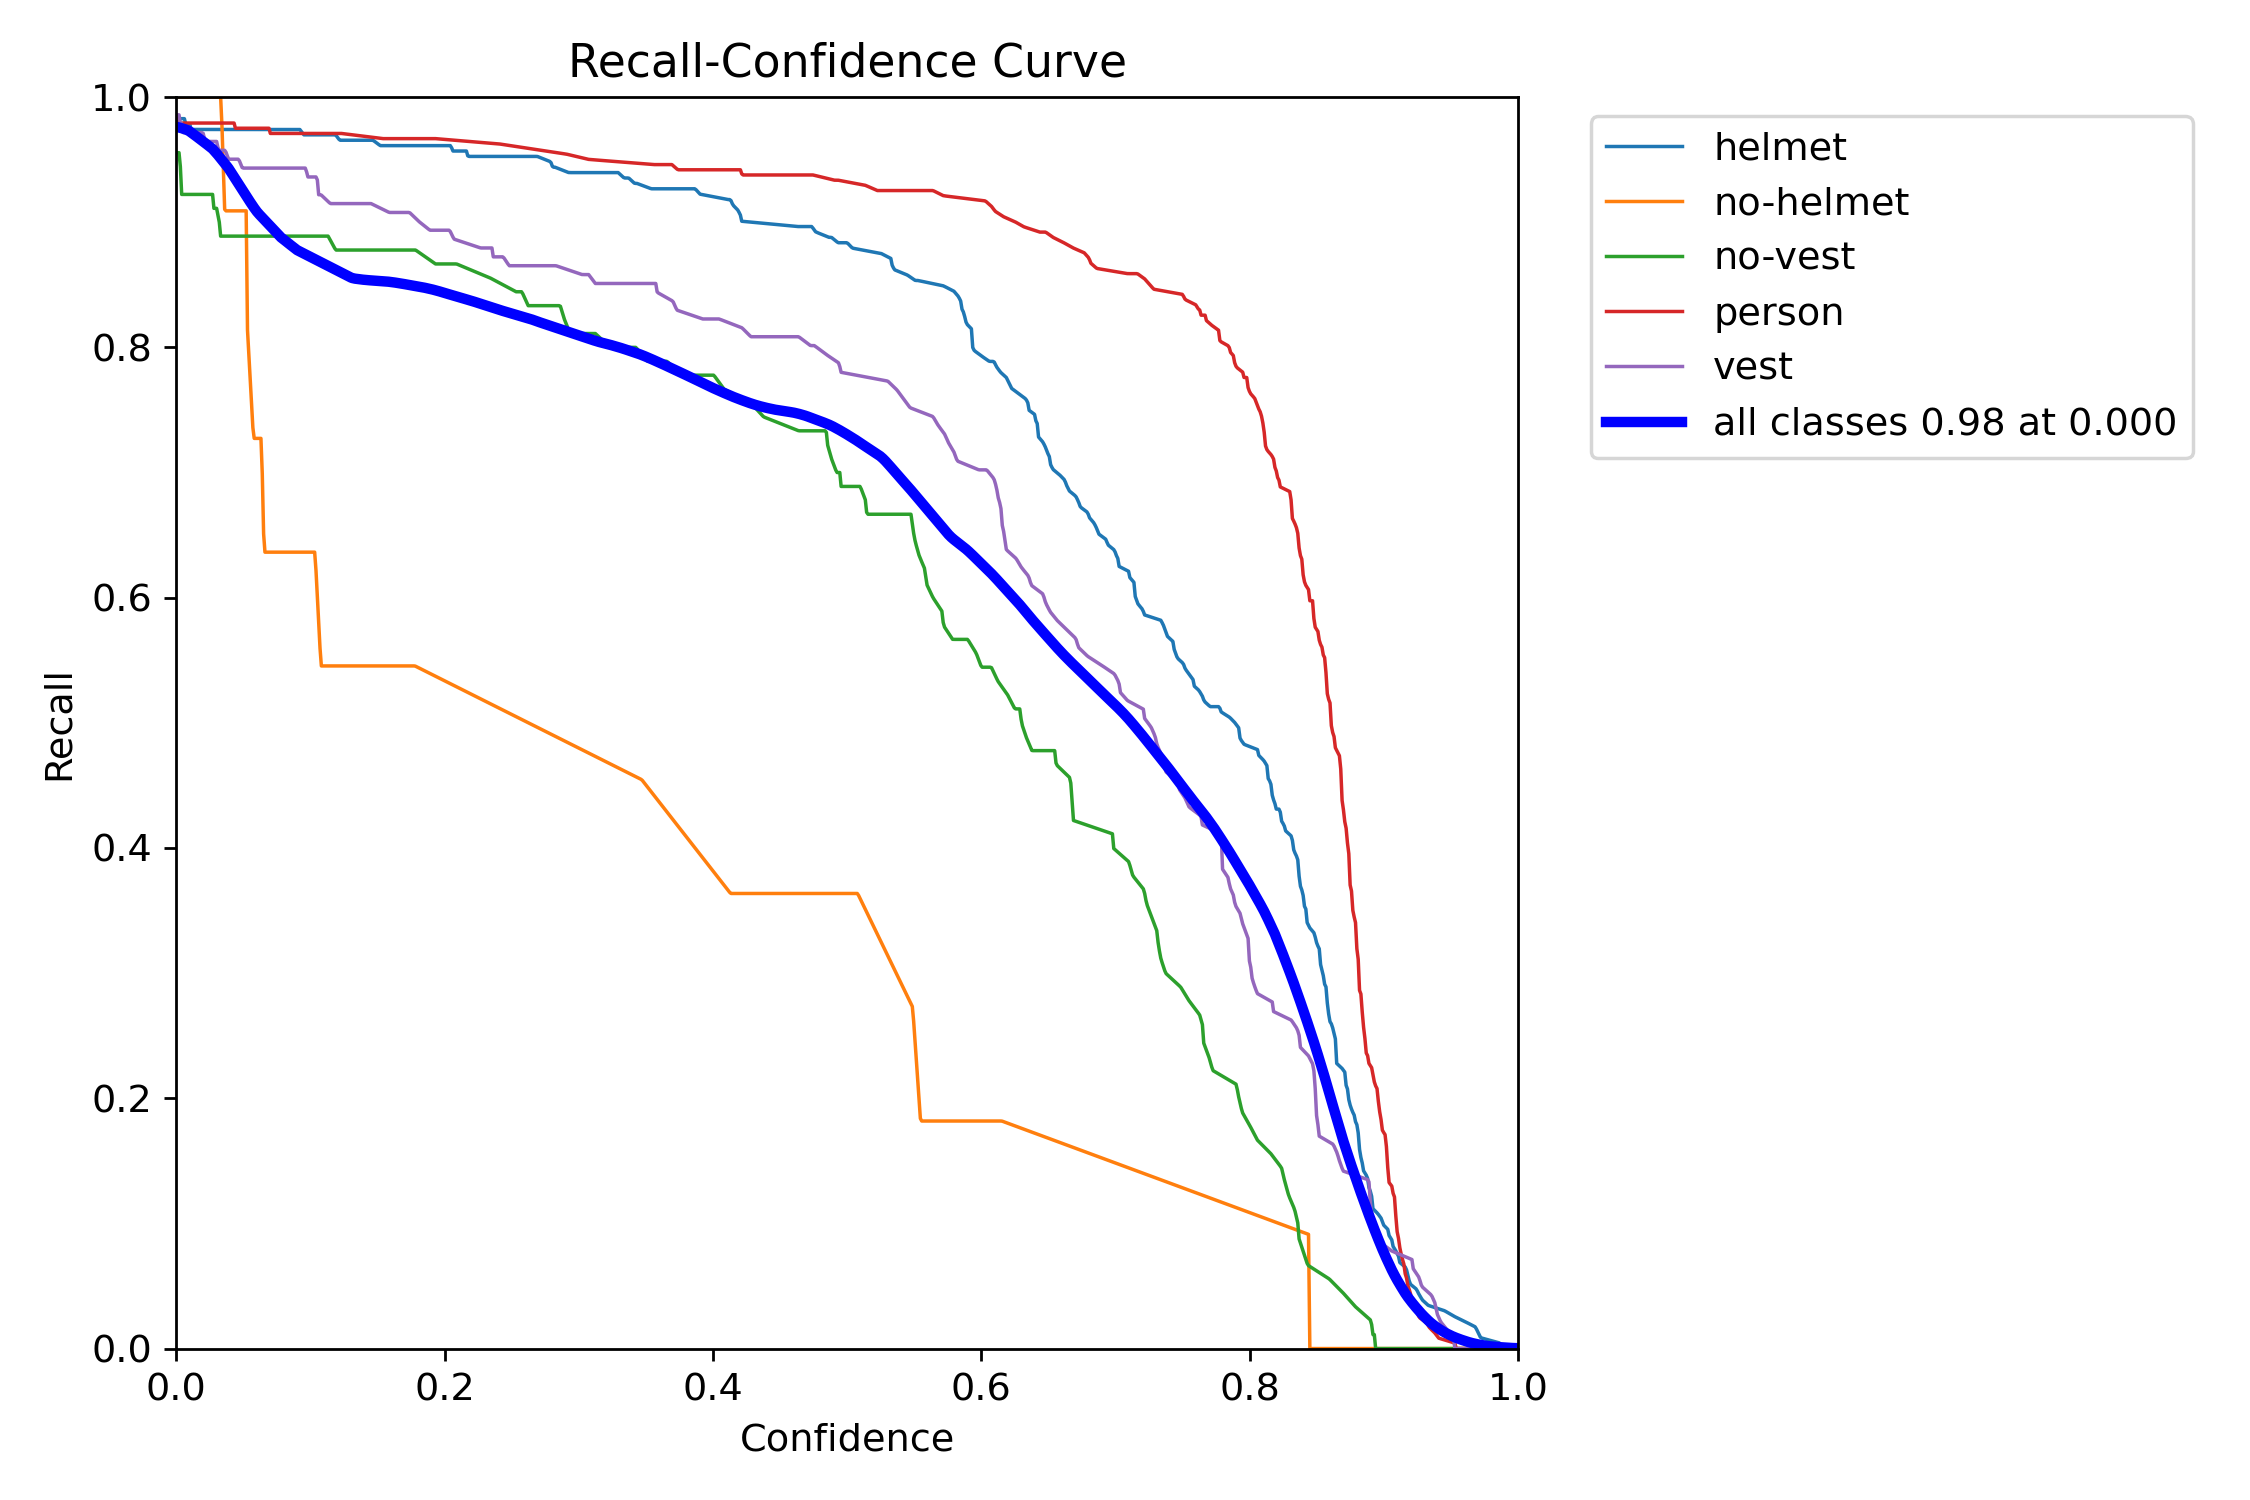 Recall-Confidence Curve
1.0
0.8
0.6
0.4
0.2
0.0
Recall
0.0 0.2 0.4 0.6 0.8 1.0
Confidence
helmet
no-helmet
no-vest
person
vest
all classes 0.98 at 0.000